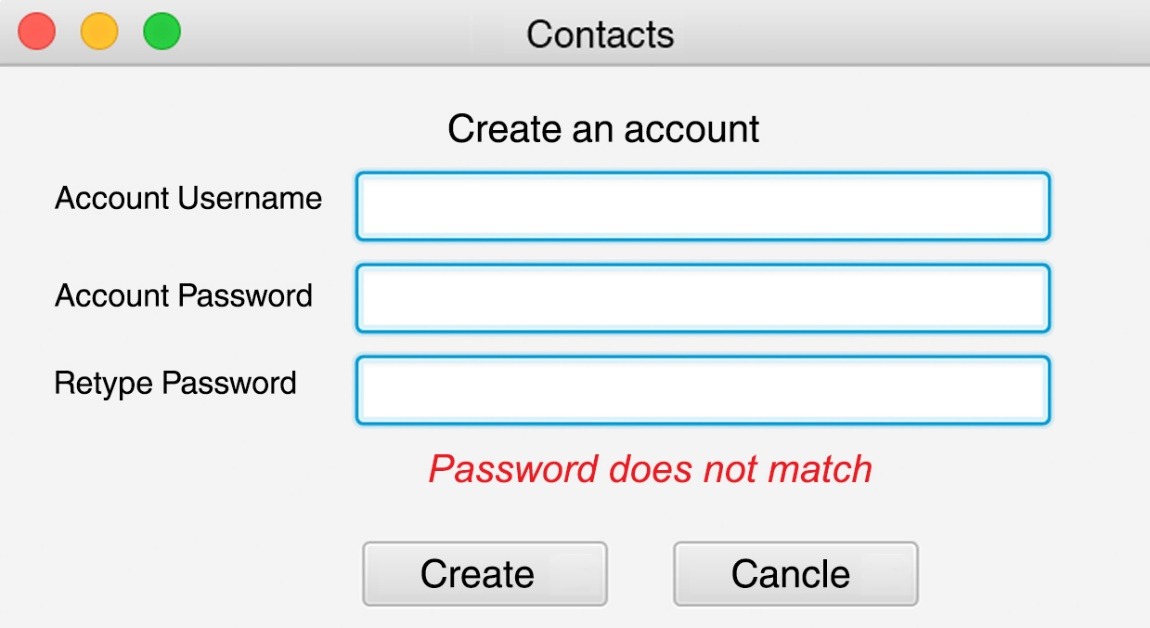 Contacts
Create an account
Account Username
Account Password
Retype Password
Password does not match
Create Cancle